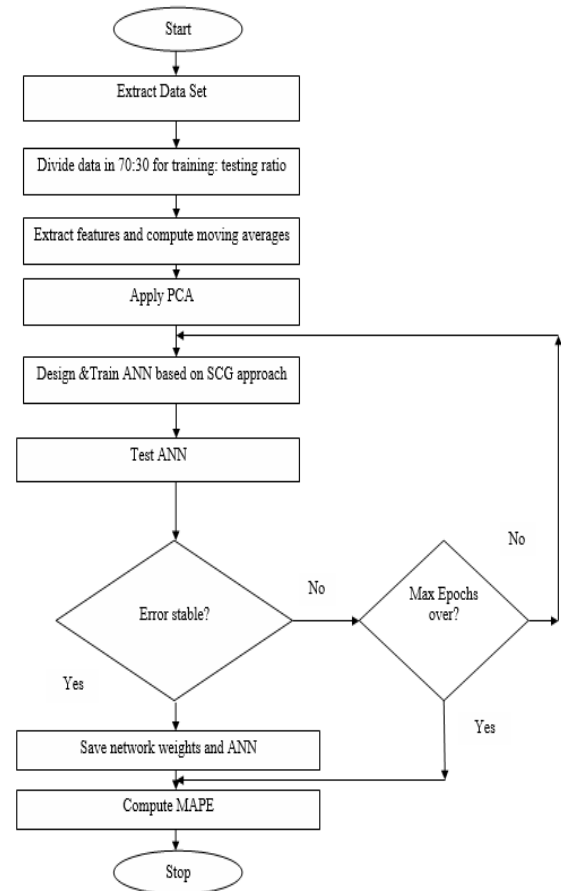 Start
Extract Data Set
Divide data in 70:30 for training: testing ratio
Extract features and compute moving averages
Apply PCA
Design &Train ANN based on SCG approach
Test ANN
No
No
Max Epochs
over?
Error stable?
Yes
Yes
Save network weights and ANN
Compute MAPE
Stop